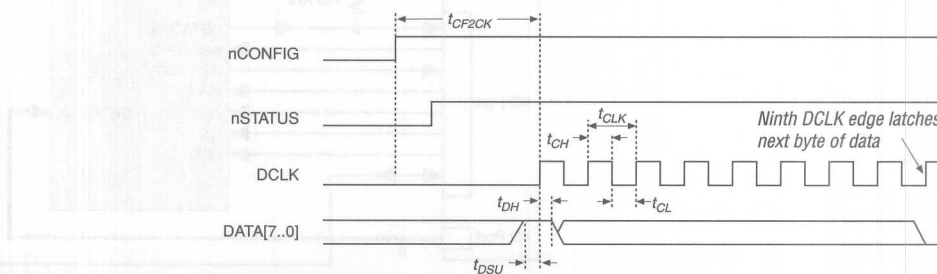 tCF2CK
nCONFIG
nSTATUS
tCLK
tCH
Ninth DCLK edge latches
next byte of data
DCLK
tDH
tCL
DATA[7..0]
tDSU